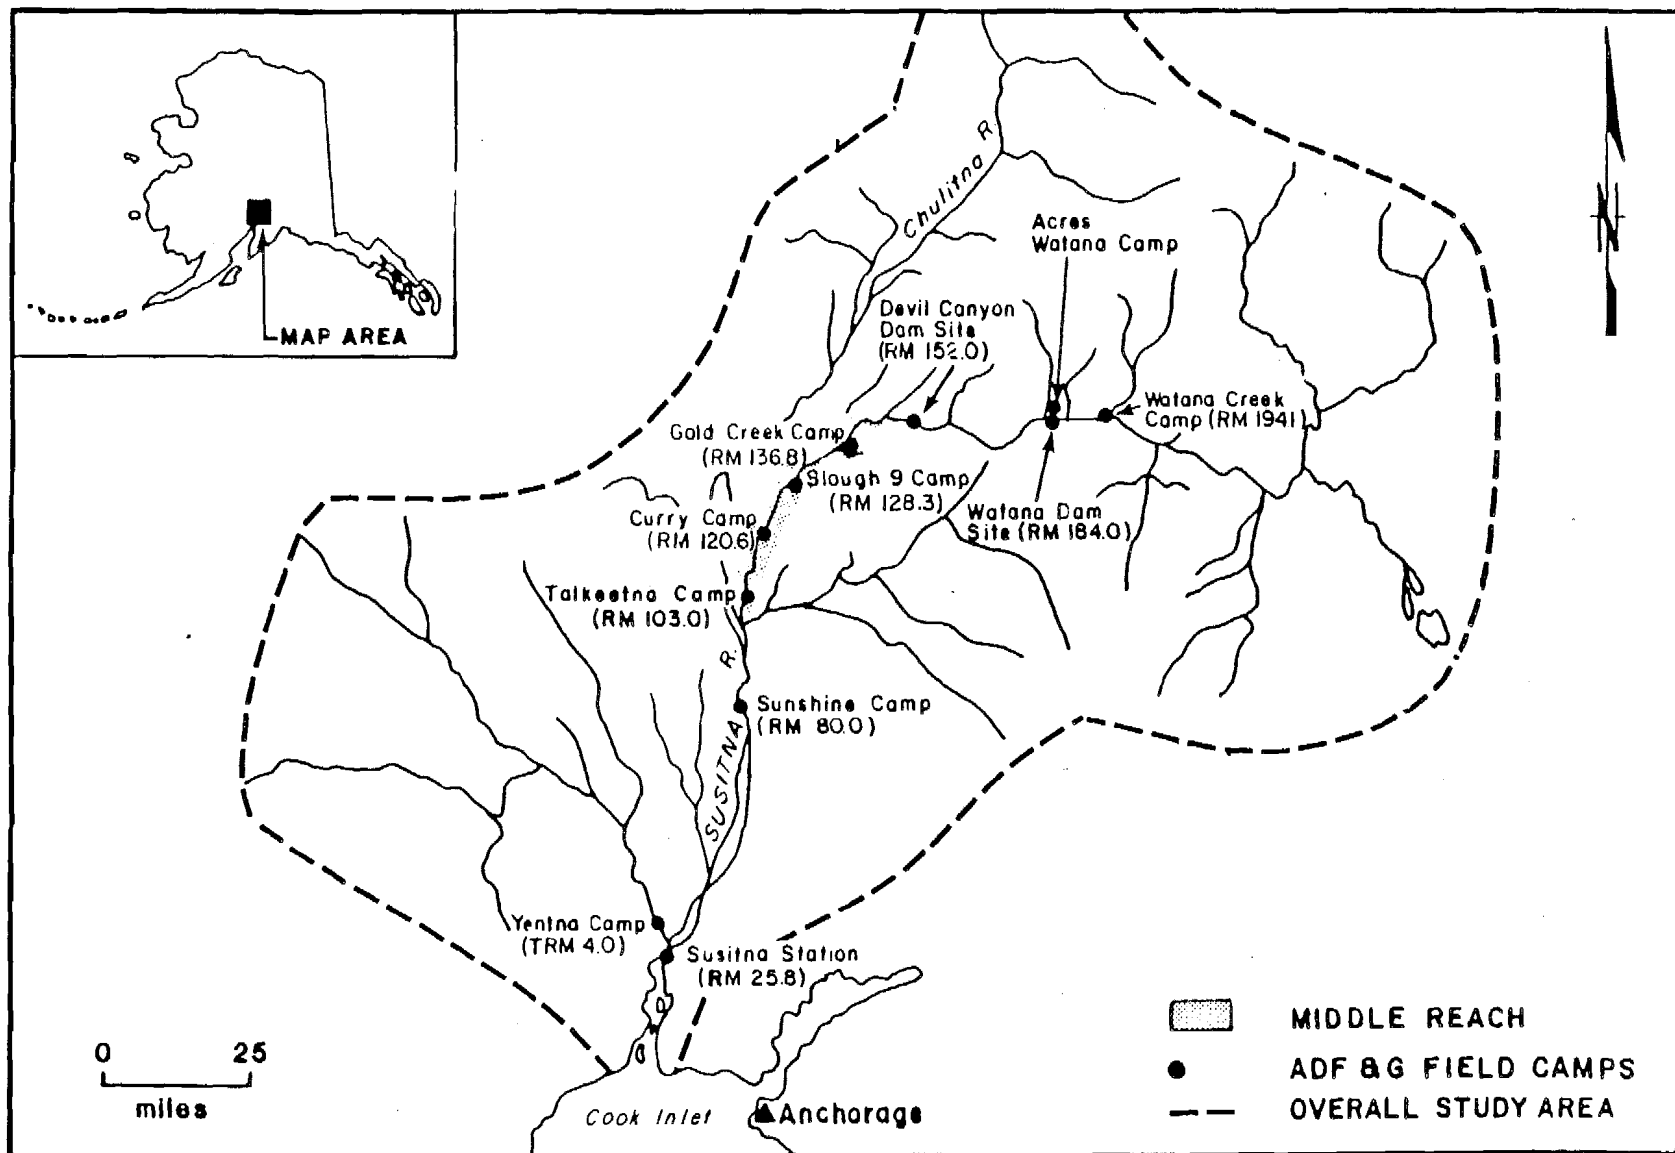 MAP AREA
Chulitna R.
Acres
Watana Camp
Devil Canyon
Dam Site
(RM 152.0)
Watana Creek
Camp (RM 194.1)
Gold Creek Camp
(RM 136.8)
Slough 9 Camp
(RM 128.3)
Watana Dam
Site (RM 184.0)
Curry Camp
(RM 120.6)
Talkeetna Camp
(RM 103.0)
SUSITNA R.
Sunshine Camp
(RM 80.0)
Yentna Camp
(TRM 4.0)
Susitna Station
(RM 25.8)
N
0 25
miles
Cook Inlet
Anchorage
MIDDLE REACH
ADF & G FIELD CAMPS
OVERALL STUDY AREA